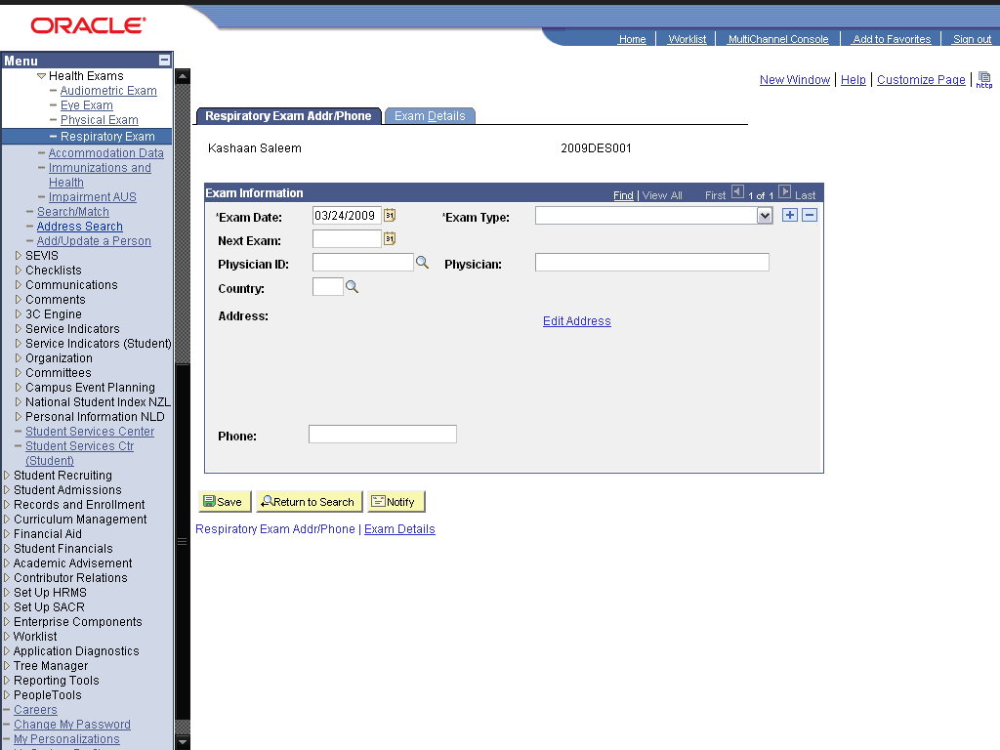 ORACLE®
Home
Worklist
MultiChannel Console
Add to Favorites
Sign out
Menu
New Window | Help | Customize Page |
http
Health Exams
Audiometric Exam
Eye Exam
Physical Exam
Respiratory Exam
Accommodation Data
Immunizations and
Health
Impairment AUS
Search/Match
Address Search
Add/Update a Person
SEVIS
Checklists
Communications
Comments
3C Engine
Service Indicators
Service Indicators (Student)
Organization
Committees
Campus Event Planning
National Student Index NZL
Personal Information NLD
Student Services Center
Student Services Ctr
(Student)
Student Recruiting
Student Admissions
Records and Enrollment
Curriculum Management
Financial Aid
Student Financials
Academic Advisement
Contributor Relations
Set Up HRMS
Set Up SACR
Enterprise Components
Worklist
Application Diagnostics
Tree Manager
Reporting Tools
PeopleTools
Careers
Change My Password
My Personalizations
Respiratory Exam Addr/Phone
Exam Details
Kashaan Saleem
2009DES001
Exam Information
Find | View All
First 1 of 1 Last
*Exam Date: 03/24/2009 31
*Exam Type:
Next Exam: 31
Physician ID:
Physician:
Country:
Address:
Edit Address
Phone:
Save
Return to Search
Notify
Respiratory Exam Addr/Phone | Exam Details